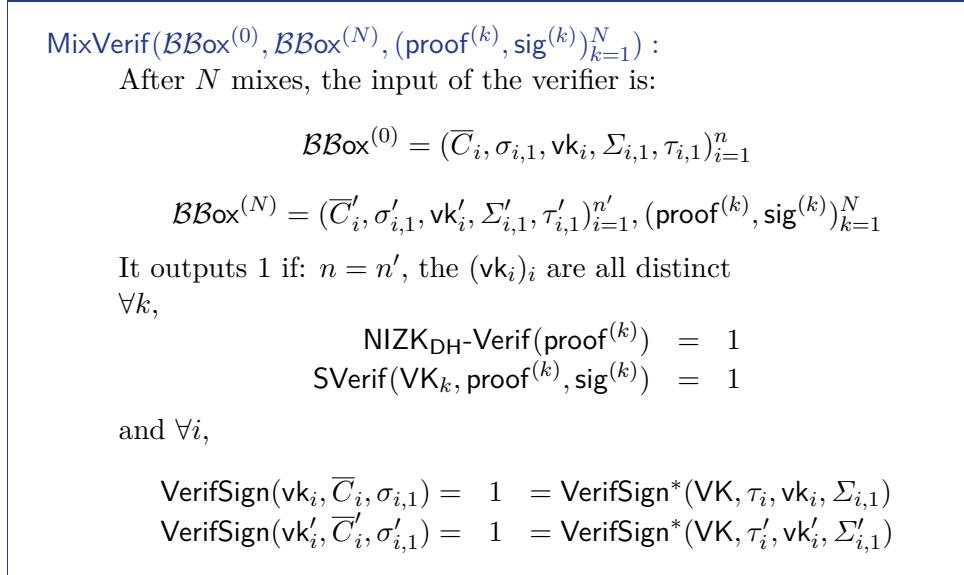 MixVerif(ℬℬox^(0), ℬℬox^(N), (proof^(k), sig^(k))_{k=1}^N) :
After N mixes, the input of the verifier is:
ℬℬox^(0) = (C̅_i, σ_{i,1}, vk_i, Σ_{i,1}, τ_{i,1})_{i=1}^n
ℬℬox^(N) = (C̅′_i, σ′_{i,1}, vk′_i, Σ′_{i,1}, τ′_{i,1})_{i=1}^{n′}, (proof^(k), sig^(k))_{k=1}^N
It outputs 1 if: n = n′, the (vk_i)_i are all distinct
∀k,
NIZK_DH-Verif(proof^(k)) = 1
SVerif(VK_k, proof^(k), sig^(k)) = 1
and ∀i,
VerifSign(vk_i, C̅_i, σ_{i,1}) = 1 = VerifSign*(VK, τ_i, vk_i, Σ_{i,1})
VerifSign(vk′_i, C̅′_i, σ′_{i,1}) = 1 = VerifSign*(VK, τ′_i, vk′_i, Σ′_{i,1})